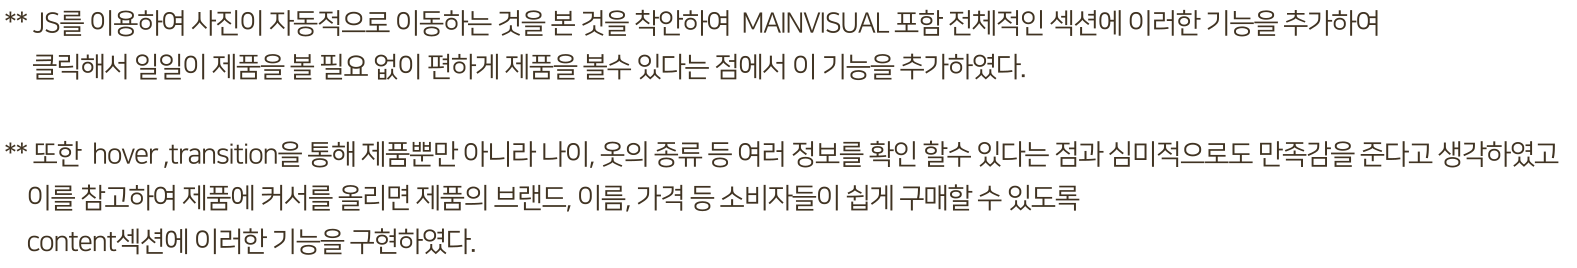 ** JS를 이용하여 사진이 자동적으로 이동하는 것을 본 것을 착안하여  MAINVISUAL 포함 전체적인 섹션에 이러한 기능을 추가하여
클릭해서 일일이 제품을 볼 필요 없이 편하게 제품을 볼수 있다는 점에서 이 기능을 추가하였다.
** 또한  hover ,transition을 통해 제품뿐만 아니라 나이, 옷의 종류 등 여러 정보를 확인 할수 있다는 점과 심미적으로도 만족감을 준다고 생각하였고
이를 참고하여 제품에 커서를 올리면 제품의 브랜드, 이름, 가격 등 소비자들이 쉽게 구매할 수 있도록
content섹션에 이러한 기능을 구현하였다.